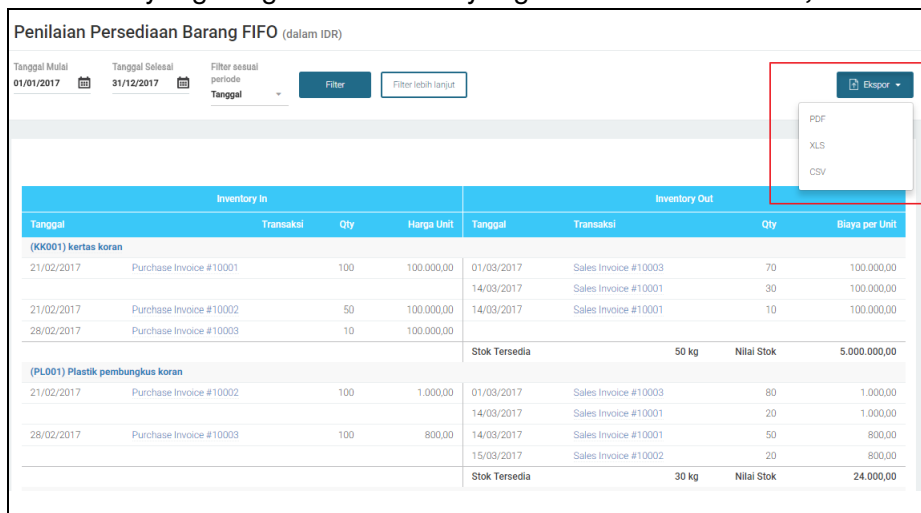 Penilaian Persediaan Barang FIFO (dalam IDR)
Tanggal Mulai Tanggal Selesai Filter sesuai periode
01/01/2017 31/12/2017 Tanggal Filter Filter lebih lanjut Ekspor
PDF
XLS
CSV
Inventory In Inventory Out
Tanggal Transaksi Qty Harga Unit Tanggal Transaksi Qty Biaya per Unit
(KK001) kertas koran
21/02/2017 Purchase Invoice #10001 100 100.000,00 01/03/2017 Sales Invoice #10003 70 100.000,00
14/03/2017 Sales Invoice #10001 30 100.000,00
21/02/2017 Purchase Invoice #10002 50 100.000,00 14/03/2017 Sales Invoice #10001 10 100.000,00
28/02/2017 Purchase Invoice #10003 10 100.000,00
Stok Tersedia 50 kg Nilai Stok 5.000.000,00
(PL001) Plastik pembungkus koran
21/02/2017 Purchase Invoice #10002 100 1.000,00 01/03/2017 Sales Invoice #10003 80 1.000,00
14/03/2017 Sales Invoice #10001 20 1.000,00
28/02/2017 Purchase Invoice #10003 100 800,00 14/03/2017 Sales Invoice #10001 50 800,00
15/03/2017 Sales Invoice #10002 20 800,00
Stok Tersedia 30 kg Nilai Stok 24.000,00